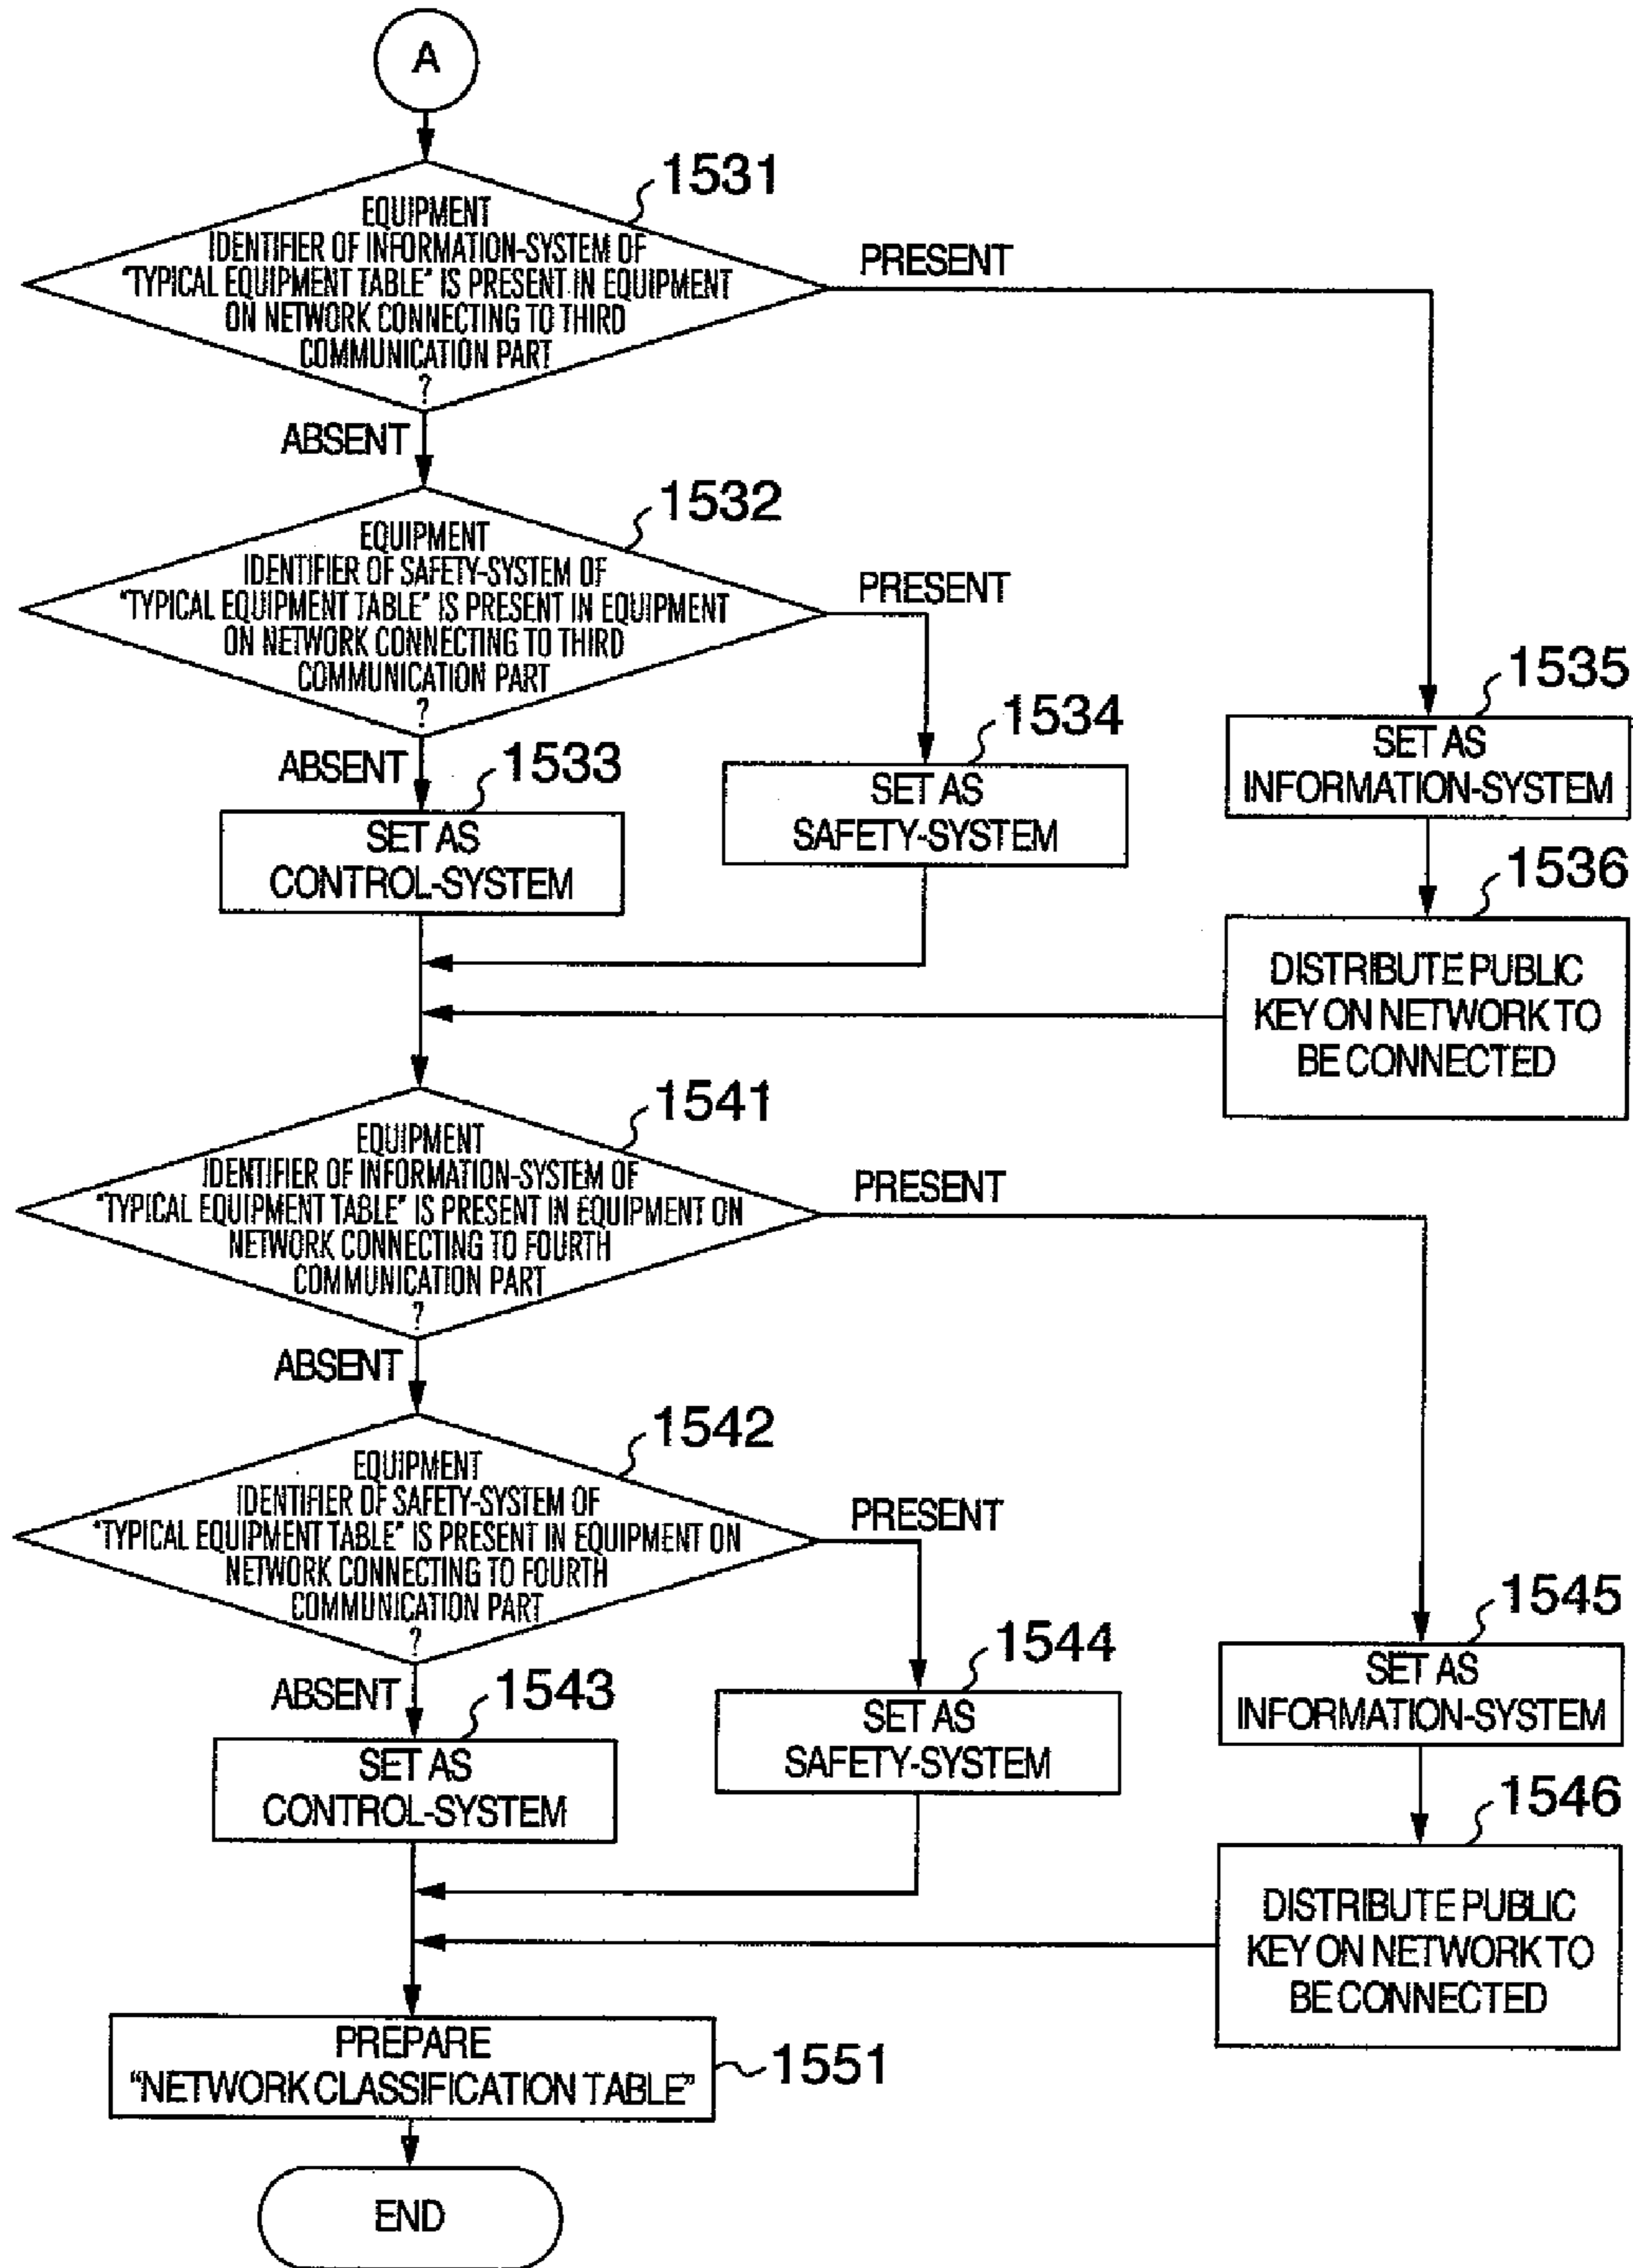 A
1531
EQUIPMENT
IDENTIFIER OF INFORMATION-SYSTEM OF
"TYPICAL EQUIPMENT TABLE" IS PRESENT IN EQUIPMENT
ON NETWORK CONNECTING TO THIRD
COMMUNICATION PART
?
PRESENT
ABSENT
1532
EQUIPMENT
IDENTIFIER OF SAFETY-SYSTEM OF
"TYPICAL EQUIPMENT TABLE" IS PRESENT IN EQUIPMENT
ON NETWORK CONNECTING TO THIRD
COMMUNICATION PART
?
PRESENT
ABSENT
1533
SET AS
CONTROL-SYSTEM
1534
SET AS
SAFETY-SYSTEM
1535
SET AS
INFORMATION-SYSTEM
1536
DISTRIBUTE PUBLIC
KEY ON NETWORK TO
BE CONNECTED
1541
EQUIPMENT
IDENTIFIER OF INFORMATION-SYSTEM OF
"TYPICAL EQUIPMENT TABLE" IS PRESENT IN EQUIPMENT ON
NETWORK CONNECTING TO FOURTH
COMMUNICATION PART
?
PRESENT
ABSENT
1542
EQUIPMENT
IDENTIFIER OF SAFETY-SYSTEM OF
"TYPICAL EQUIPMENT TABLE" IS PRESENT IN EQUIPMENT ON
NETWORK CONNECTING TO FOURTH
COMMUNICATION PART
?
PRESENT
ABSENT
1543
SET AS
CONTROL-SYSTEM
1544
SET AS
SAFETY-SYSTEM
1545
SET AS
INFORMATION-SYSTEM
1546
DISTRIBUTE PUBLIC
KEY ON NETWORK TO
BE CONNECTED
PREPARE
"NETWORK CLASSIFICATION TABLE"
1551
END